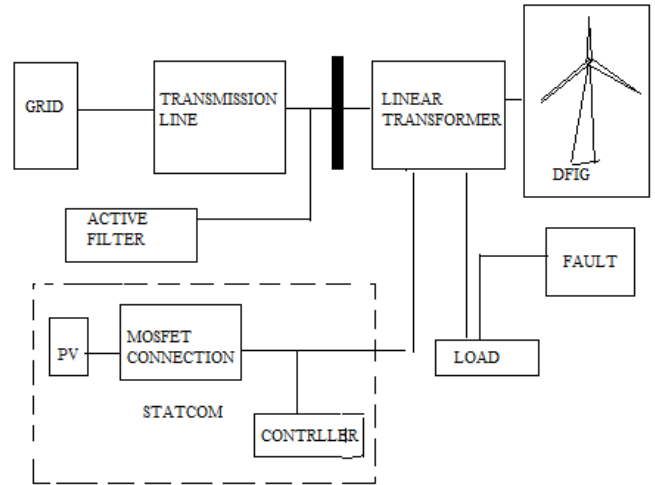 GRID
TRANSMISSION
LINE
LINEAR
TRANSFORMER
DFIG
ACTIVE
FILTER
FAULT
PV
MOSFET
CONNECTION
LOAD
STATCOM
CONTRLLER